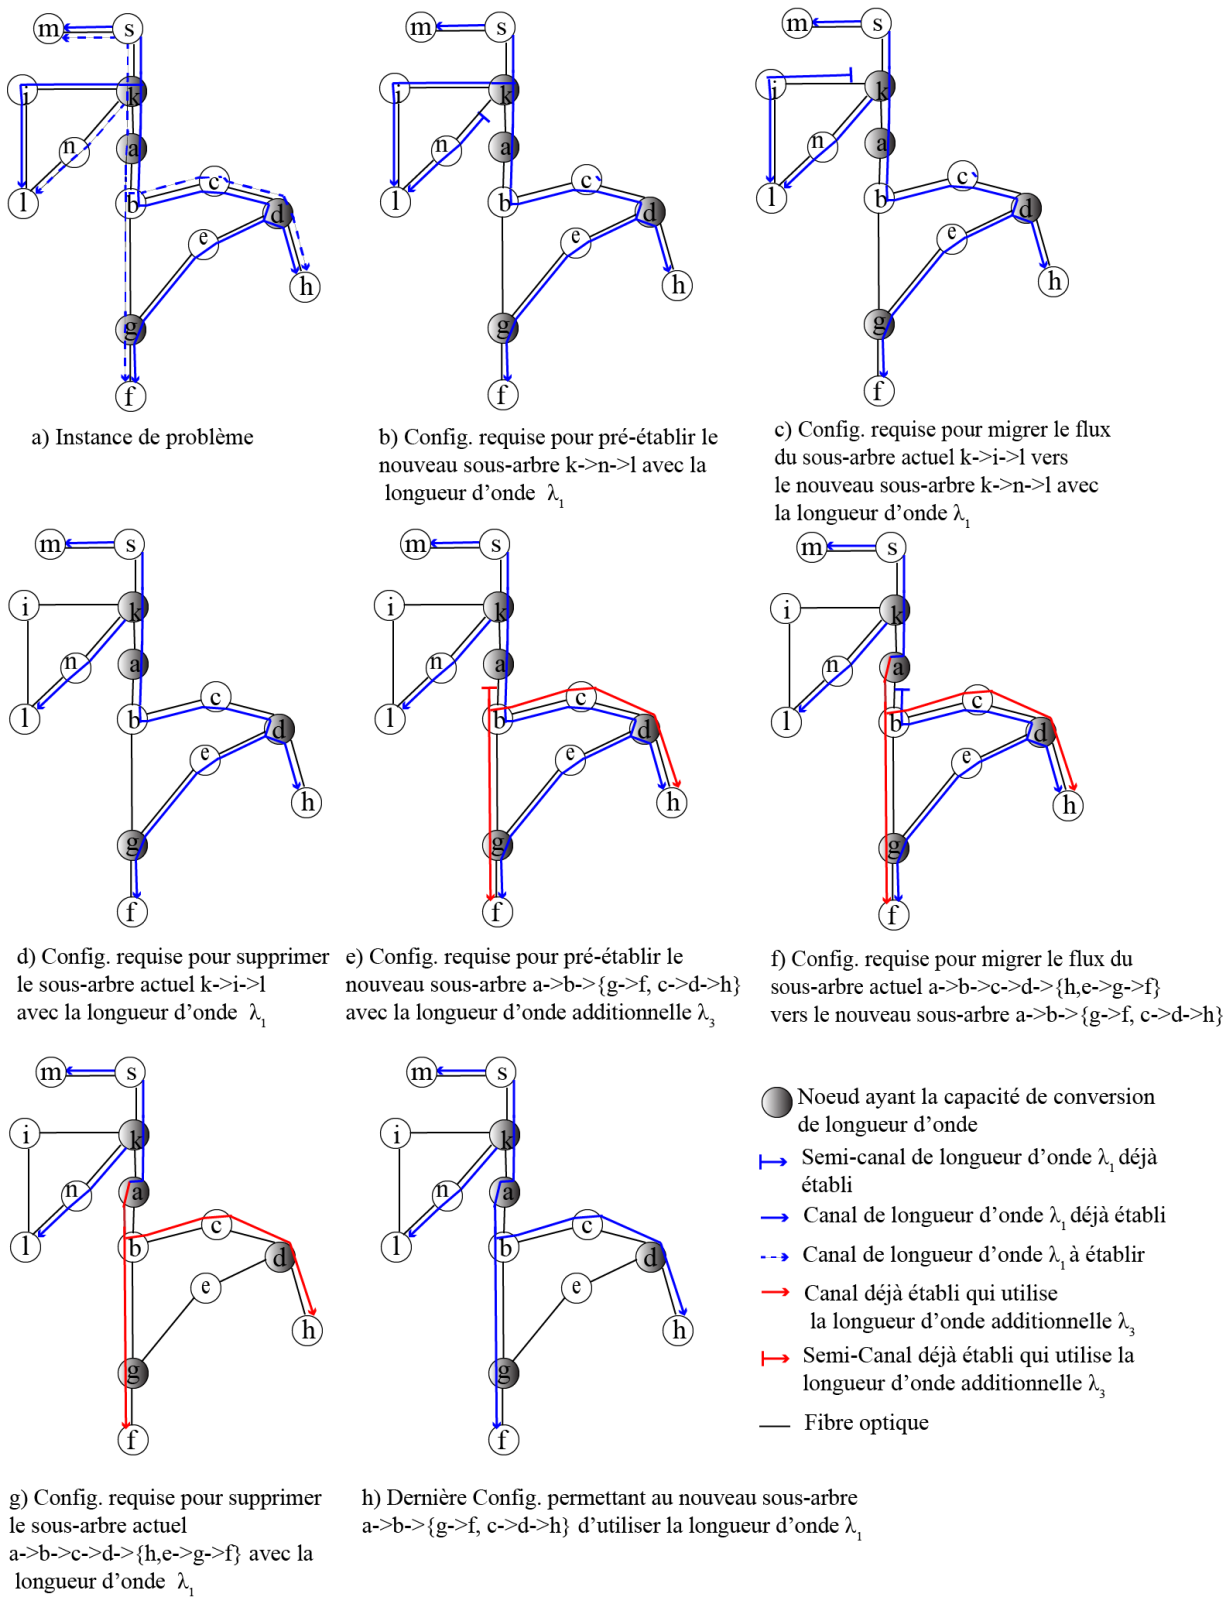 m
s
i
k
n
a
l
b
c
d
e
h
g
f
a) Instance de problème
m
s
i
k
n
a
l
b
c
d
e
h
g
f
b) Config. requise pour pré-établir le
nouveau sous-arbre k->n->l avec la
longueur d’onde λ1
m
s
i
k
n
a
l
b
c
d
e
h
g
f
c) Config. requise pour migrer le flux
du sous-arbre actuel k->i->l vers
le nouveau sous-arbre k->n->l avec
la longueur d’onde λ1
m
s
i
k
n
a
l
b
c
d
e
h
g
f
d) Config. requise pour supprimer
le sous-arbre actuel k->i->l
avec la longueur d’onde λ1
m
s
i
k
n
a
l
b
c
d
e
h
g
f
e) Config. requise pour pré-établir le
nouveau sous-arbre a->b->{g->f, c->d->h}
avec la longueur d’onde additionnelle λ3
m
s
i
k
n
a
l
b
c
d
e
h
g
f
f) Config. requise pour migrer le flux du
sous-arbre actuel a->b->c->d->{h,e->g->f}
vers le nouveau sous-arbre a->b->{g->f, c->d->h}
m
s
i
k
n
a
l
b
c
d
e
h
g
f
g) Config. requise pour supprimer
le sous-arbre actuel
a->b->c->d->{h,e->g->f} avec la
longueur d’onde λ1
m
s
i
k
n
a
l
b
c
d
e
h
g
f
h) Dernière Config. permettant au nouveau sous-arbre
a->b->{g->f, c->d->h} d’utiliser la longueur d’onde λ1
Noeud ayant la capacité de conversion
de longueur d’onde
Semi-canal de longueur d’onde λ1 déjà
établi
Canal de longueur d’onde λ1 déjà établi
Canal de longueur d’onde λ1 à établir
Canal déjà établi qui utilise
la longueur d’onde additionnelle λ3
Semi-Canal déjà établi qui utilise la
longueur d’onde additionnelle λ3
Fibre optique